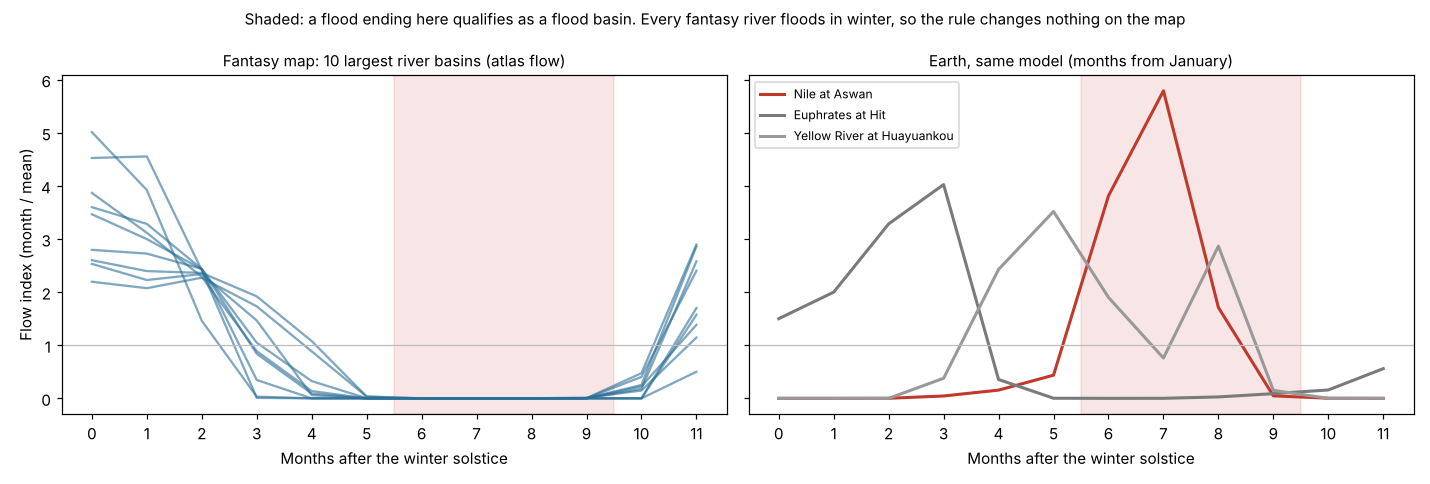 Shaded: a flood ending here qualifies as a flood basin. Every fantasy river floods in winter, so the rule changes nothing on the map
Fantasy map: 10 largest river basins (atlas flow)
Flow index (month / mean)
6
5
4
3
2
1
0
0 1 2 3 4 5 6 7 8 9 10 11
Months after the winter solstice
Earth, same model (months from January)
Nile at Aswan
Euphrates at Hit
Yellow River at Huayuankou
0 1 2 3 4 5 6 7 8 9 10 11
Months after the winter solstice